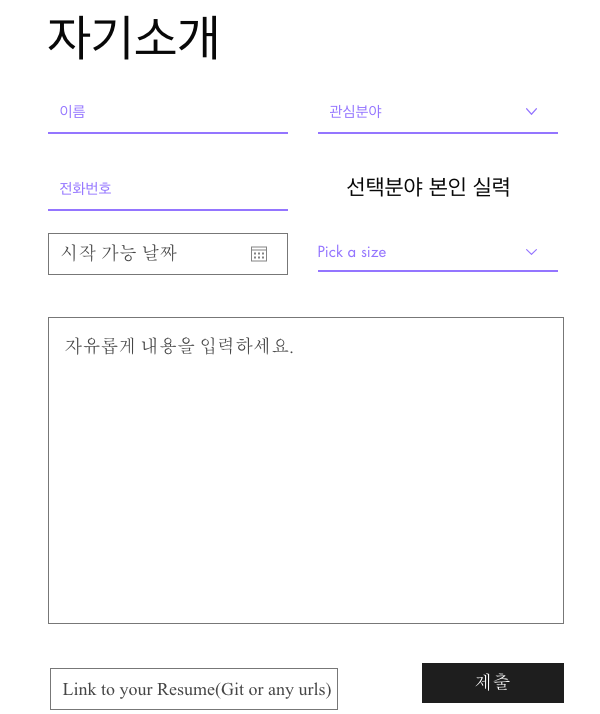 자기소개
이름
관심분야
전화번호
선택분야 본인 실력
시작 가능 날짜
Pick a size
자유롭게 내용을 입력하세요.
Link to your Resume(Git or any urls)
제출